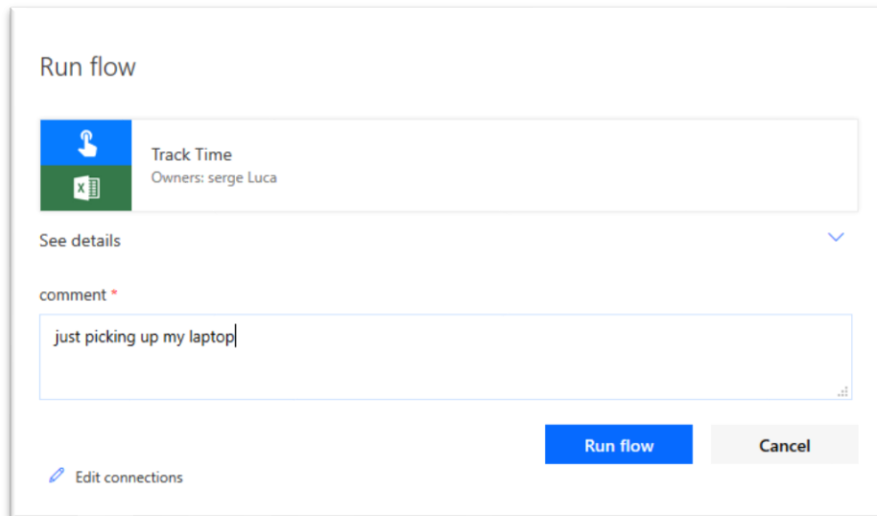 Run flow
Track Time
Owners: serge Luca
See details
comment *
just picking up my laptop
Run flow
Cancel
Edit connections